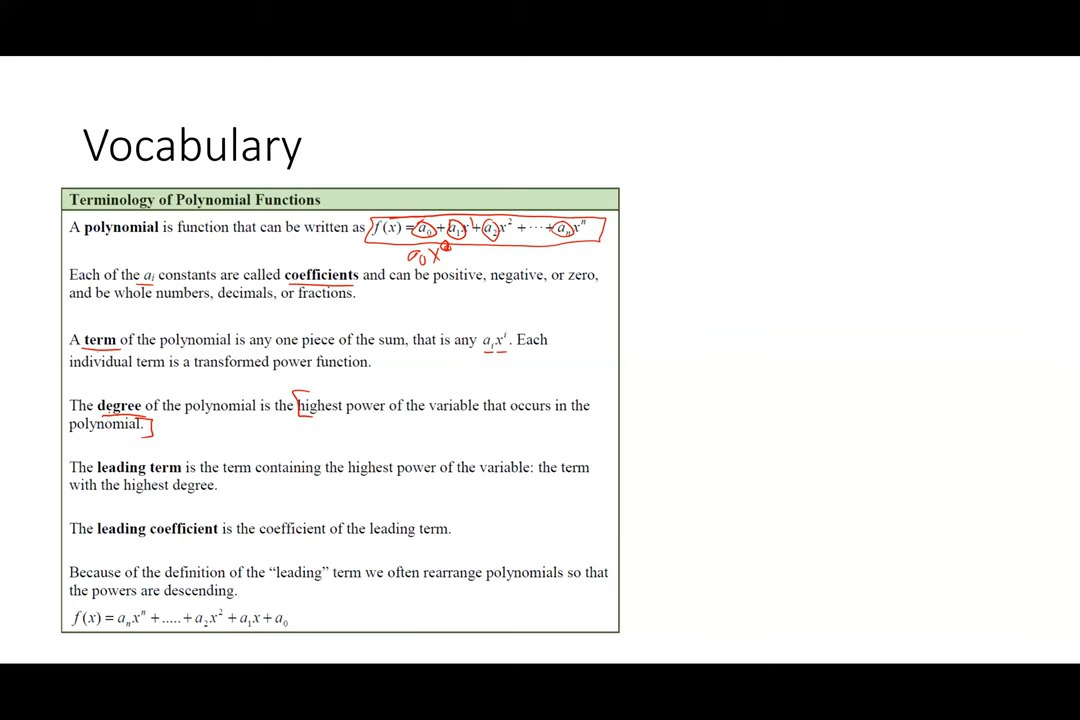 Vocabulary
Terminology of Polynomial Functions
A polynomial is function that can be written as f(x) = a₀ + a₁x¹ + a₂x² + ··· + aₙxⁿ
a₀x⁰
Each of the aᵢ constants are called coefficients and can be positive, negative, or zero,
and be whole numbers, decimals, or fractions.
A term of the polynomial is any one piece of the sum, that is any aᵢxⁱ. Each
individual term is a transformed power function.
The degree of the polynomial is the highest power of the variable that occurs in the
polynomial.
The leading term is the term containing the highest power of the variable: the term
with the highest degree.
The leading coefficient is the coefficient of the leading term.
Because of the definition of the “leading” term we often rearrange polynomials so that
the powers are descending.
f(x) = aₙxⁿ + ..... + a₂x² + a₁x + a₀